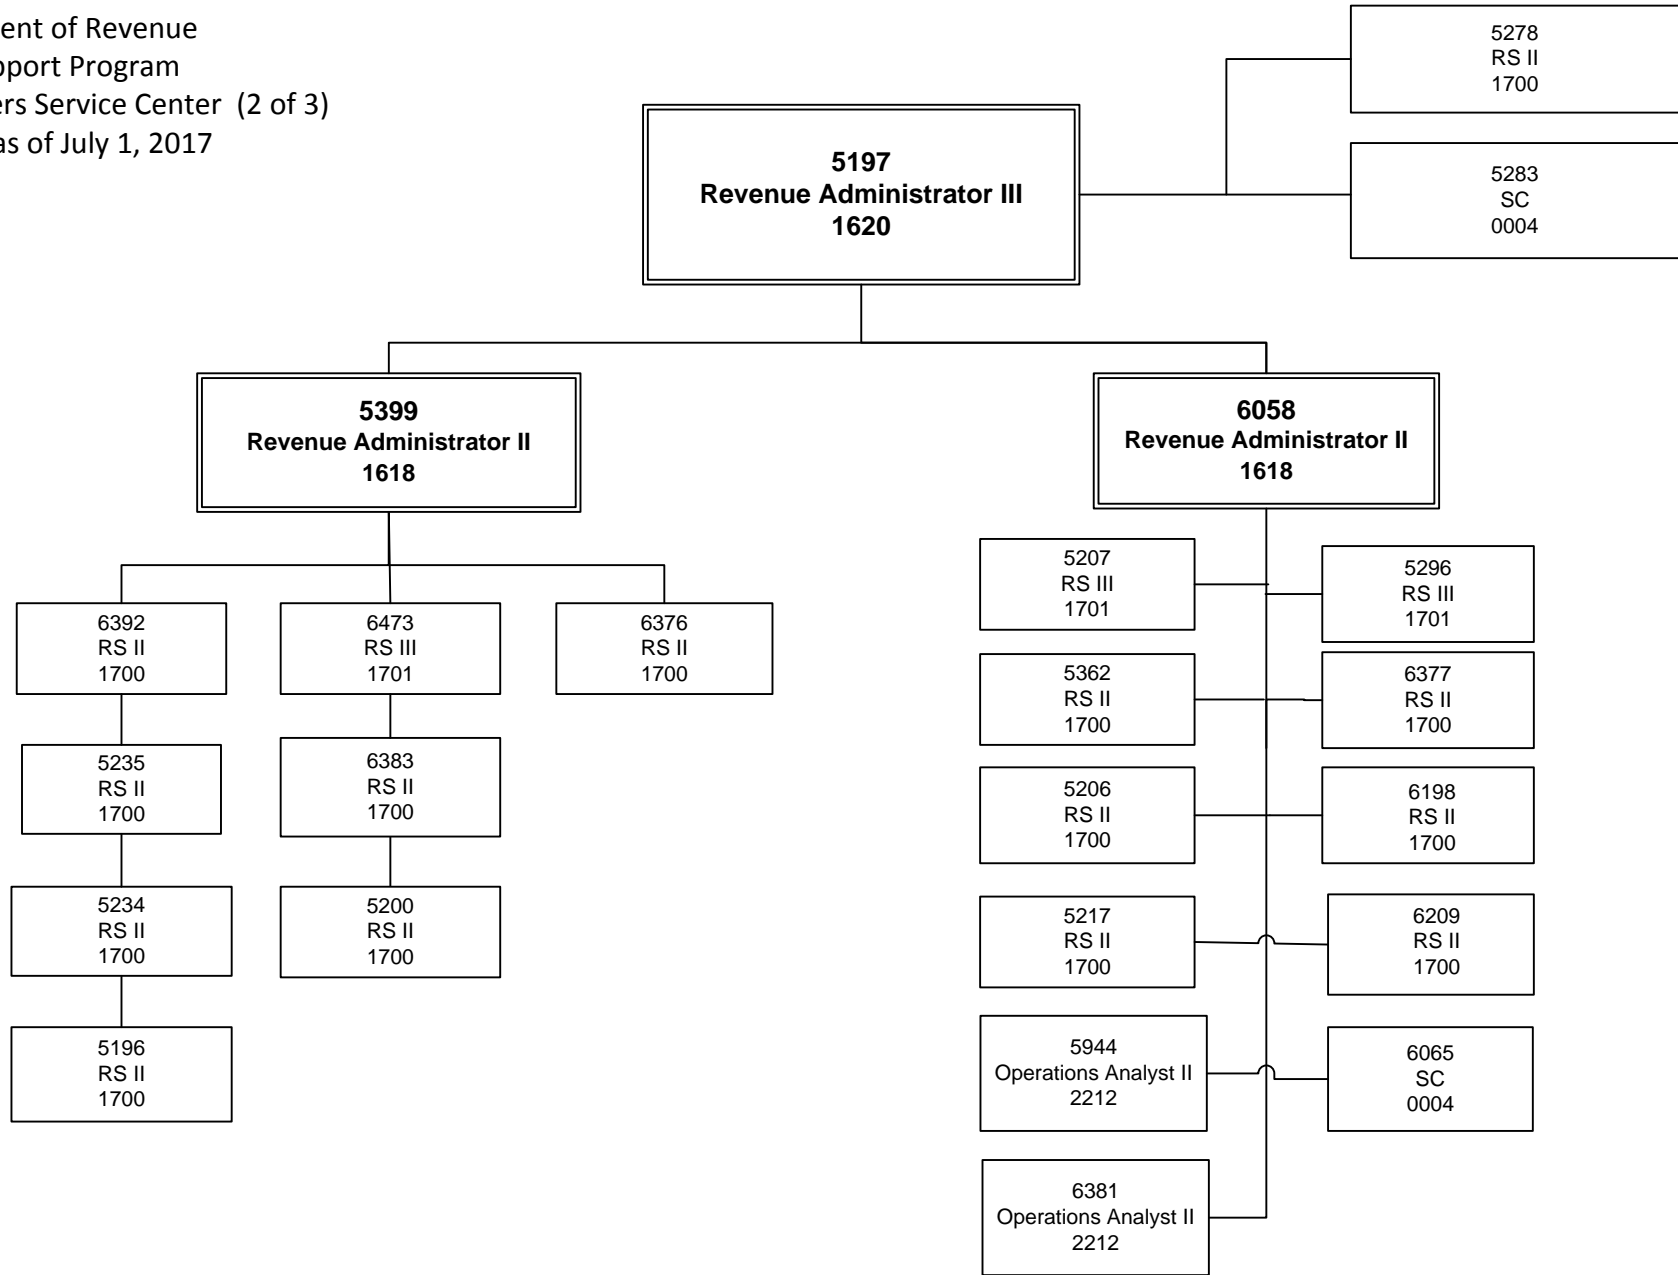 ent of Revenue
port Program
ers Service Center (2 of 3)
as of July 1, 2017
5278
RS II
1700
5283
SC
0004
5197
Revenue Administrator III
1620
5399
Revenue Administrator II
1618
6058
Revenue Administrator II
1618
6392
RS II
1700
6473
RS III
1701
6376
RS II
1700
5235
RS II
1700
6383
RS II
1700
5234
RS II
1700
5200
RS II
1700
5196
RS II
1700
5207
RS III
1701
5296
RS III
1701
5362
RS II
1700
6377
RS II
1700
5206
RS II
1700
6198
RS II
1700
5217
RS II
1700
6209
RS II
1700
5944
Operations Analyst II
2212
6065
SC
0004
6381
Operations Analyst II
2212